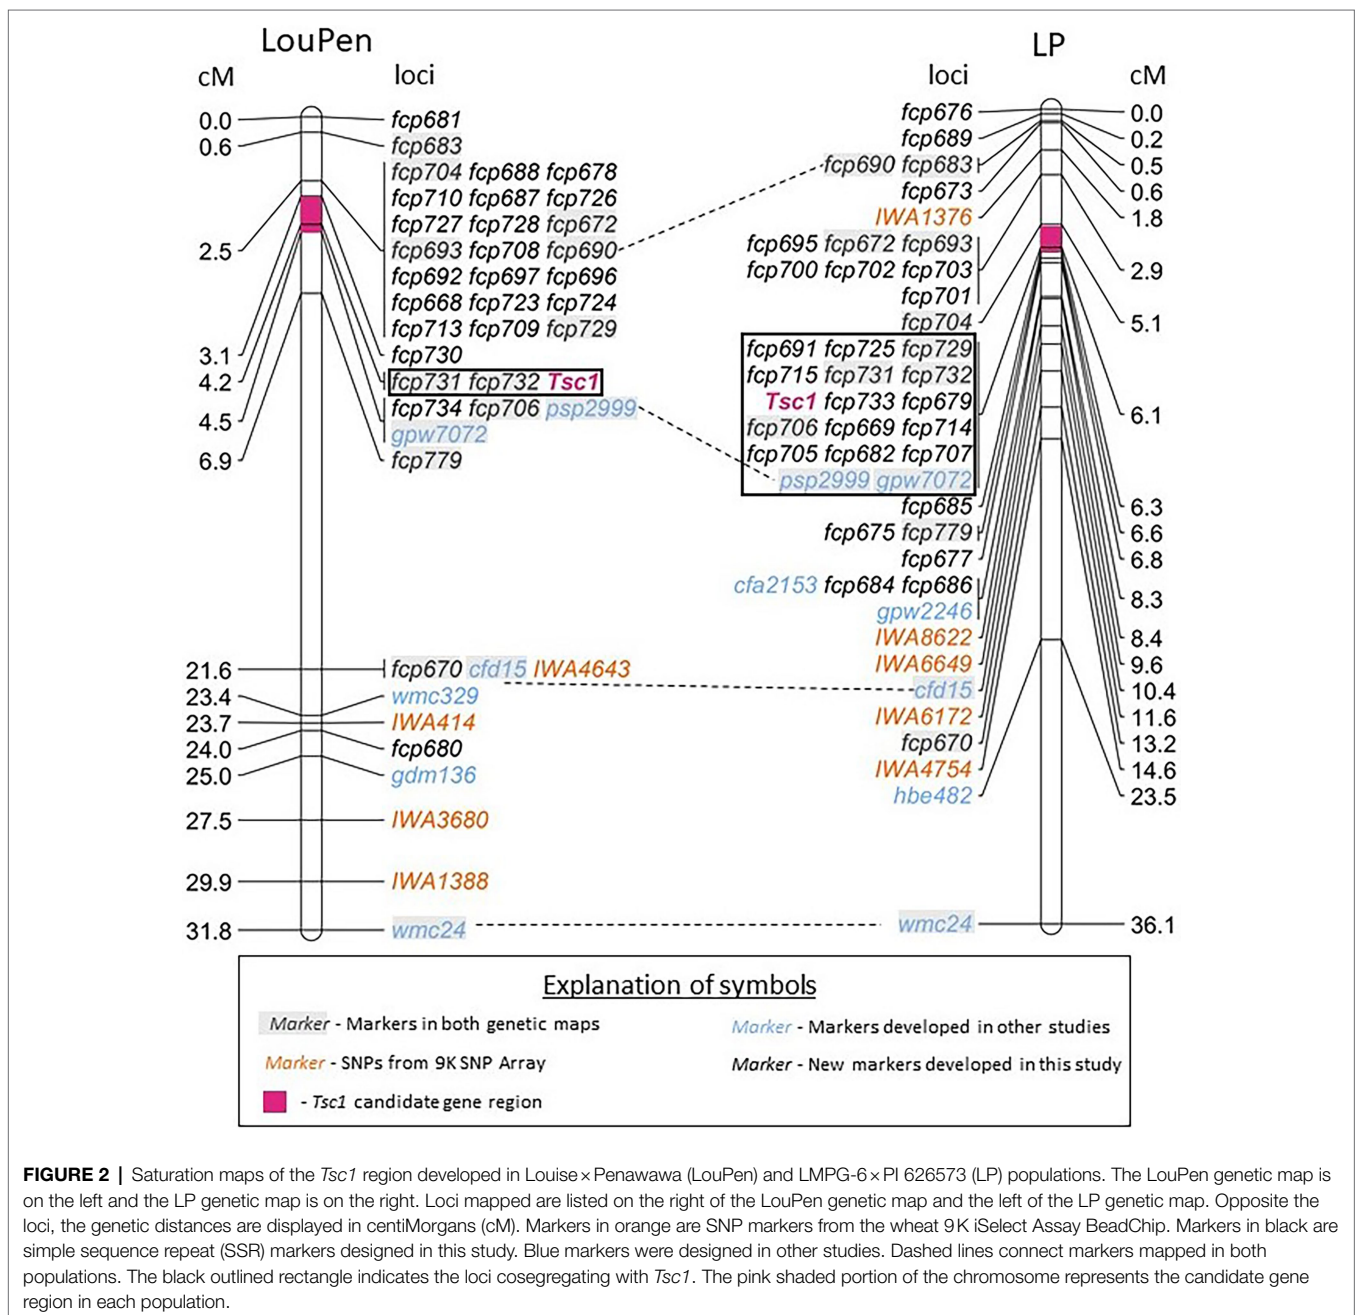 LouPen
cM
loci
0.0
fcp681
0.6
fcp683
fcp704 fcp688 fcp678
fcp710 fcp687 fcp726
fcp727 fcp728 fcp672
2.5
fcp693 fcp708 fcp690
fcp692 fcp697 fcp696
fcp668 fcp723 fcp724
fcp713 fcp709 fcp729
3.1
fcp730
4.2
fcp731 fcp732 Tsc1
fcp734 fcp706 psp2999
4.5
gpw7072
6.9
fcp779
21.6
fcp670 cfd15 IWA4643
23.4
wmc329
23.7
IWA414
24.0
fcp680
25.0
gdm136
27.5
IWA3680
29.9
IWA1388
31.8
wmc24
LP
loci
cM
fcp676
0.0
fcp689
0.2
fcp690 fcp683
0.5
fcp673
0.6
IWA1376
1.8
fcp695 fcp672 fcp693
fcp700 fcp702 fcp703
2.9
fcp701
fcp704
5.1
fcp691 fcp725 fcp729
fcp715 fcp731 fcp732
Tsc1 fcp733 fcp679
6.1
fcp706 fcp669 fcp714
fcp705 fcp682 fcp707
psp2999 gpw7072
fcp685
6.3
fcp675 fcp779
6.6
fcp677
6.8
cfa2153 fcp684 fcp686
8.3
gpw2246
IWA8622
8.4
IWA6649
9.6
cfd15
10.4
IWA6172
11.6
fcp670
13.2
IWA4754
14.6
hbe482
23.5
wmc24
36.1
Explanation of symbols
Marker - Markers in both genetic maps
Marker - Markers developed in other studies
Marker - SNPs from 9K SNP Array
Marker - New markers developed in this study
- Tsc1 candidate gene region
FIGURE 2 | Saturation maps of the Tsc1 region developed in Louise × Penawawa (LouPen) and LMPG-6 × PI 626573 (LP) populations. The LouPen genetic map is
on the left and the LP genetic map is on the right. Loci mapped are listed on the right of the LouPen genetic map and the left of the LP genetic map. Opposite the
loci, the genetic distances are displayed in centiMorgans (cM). Markers in orange are SNP markers from the wheat 9K iSelect Assay BeadChip. Markers in black are
simple sequence repeat (SSR) markers designed in this study. Blue markers were designed in other studies. Dashed lines connect markers mapped in both
populations. The black outlined rectangle indicates the loci cosegregating with Tsc1. The pink shaded portion of the chromosome represents the candidate gene
region in each population.